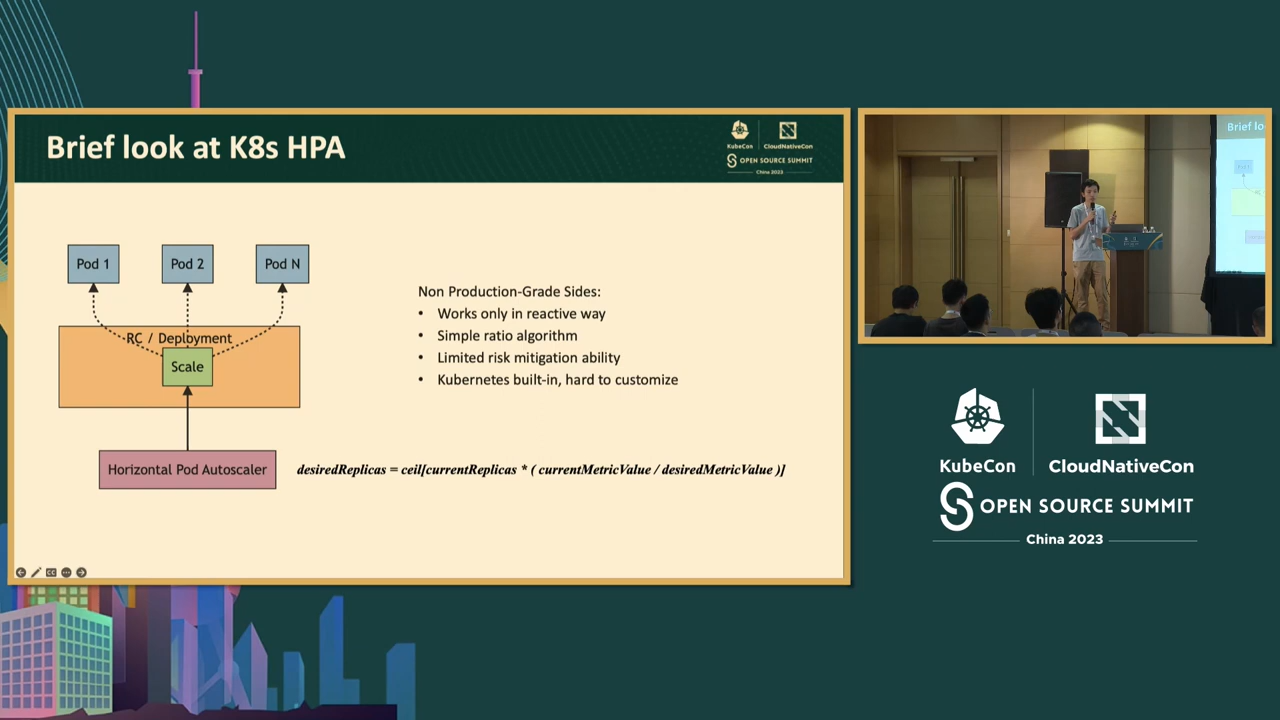 Brief look at K8s HPA
KubeCon
CloudNativeCon
OPEN SOURCE SUMMIT
China 2023
Pod 1
Pod 2
Pod N
RC / Deployment
Scale
Horizontal Pod Autoscaler
Non Production-Grade Sides:
• Works only in reactive way
• Simple ratio algorithm
• Limited risk mitigation ability
• Kubernetes built-in, hard to customize
desiredReplicas = ceil[currentReplicas * ( currentMetricValue / desiredMetricValue )]
CC
Brief lo
KubeCon
CloudNativeCon
OPEN SOURCE SUMMIT
China 2023